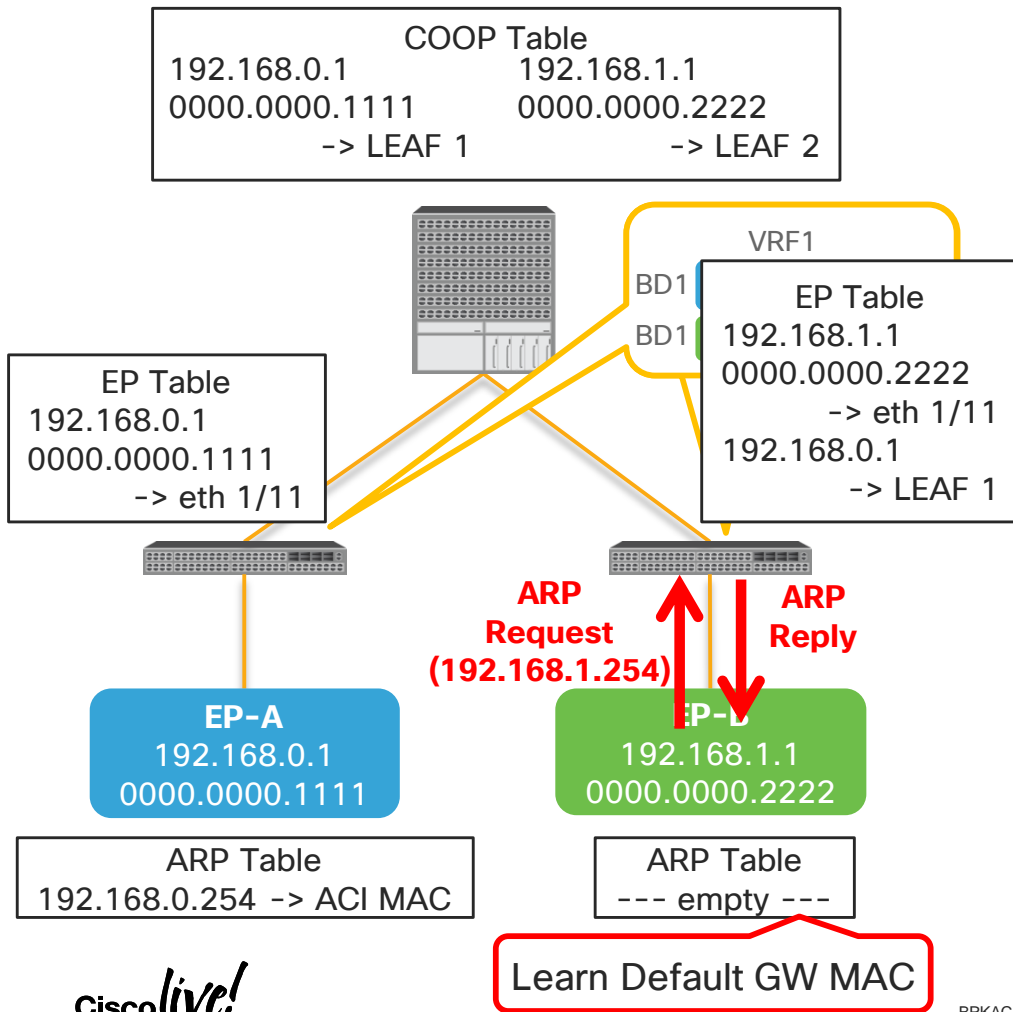 COOP Table
192.168.0.1 192.168.1.1
0000.0000.1111 0000.0000.2222
-> LEAF 1 -> LEAF 2
VRF1
BD1
BD1
EP Table
192.168.1.1
0000.0000.2222
-> eth 1/11
192.168.0.1
-> LEAF 1
EP Table
192.168.0.1
0000.0000.1111
-> eth 1/11
ARP
Request
(192.168.1.254)
ARP
Reply
EP-A
192.168.0.1
0000.0000.1111
EP-B
192.168.1.1
0000.0000.2222
ARP Table
192.168.0.254 -> ACI MAC
ARP Table
--- empty ---
Learn Default GW MAC
Cisco live!